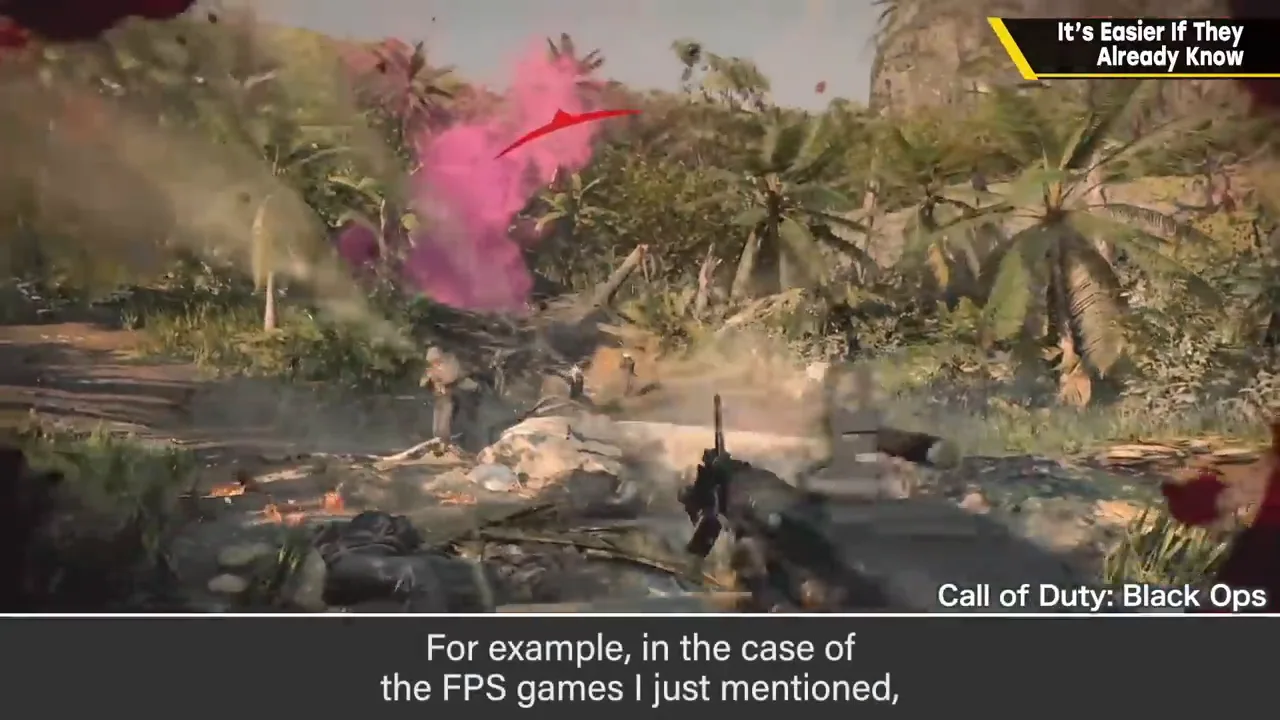 It's Easier If They
Already Know
Call of Duty: Black Ops
For example, in the case of
the FPS games I just mentioned,